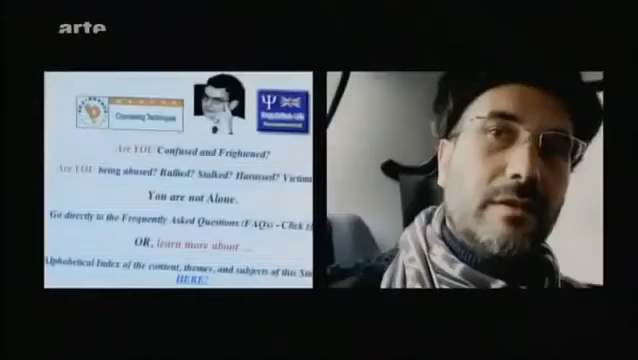 arte
Counseling Techniques
Are YOU Confused and Frightened?
Are YOU being abused? Bullied? Stalked? Harassed? Victim
You are not Alone.
Go directly to the Frequently Asked Questions (FAQs) - Click H
OR, learn more about ...
Alphabetical Index of the content, themes, and subjects of this
HERE!